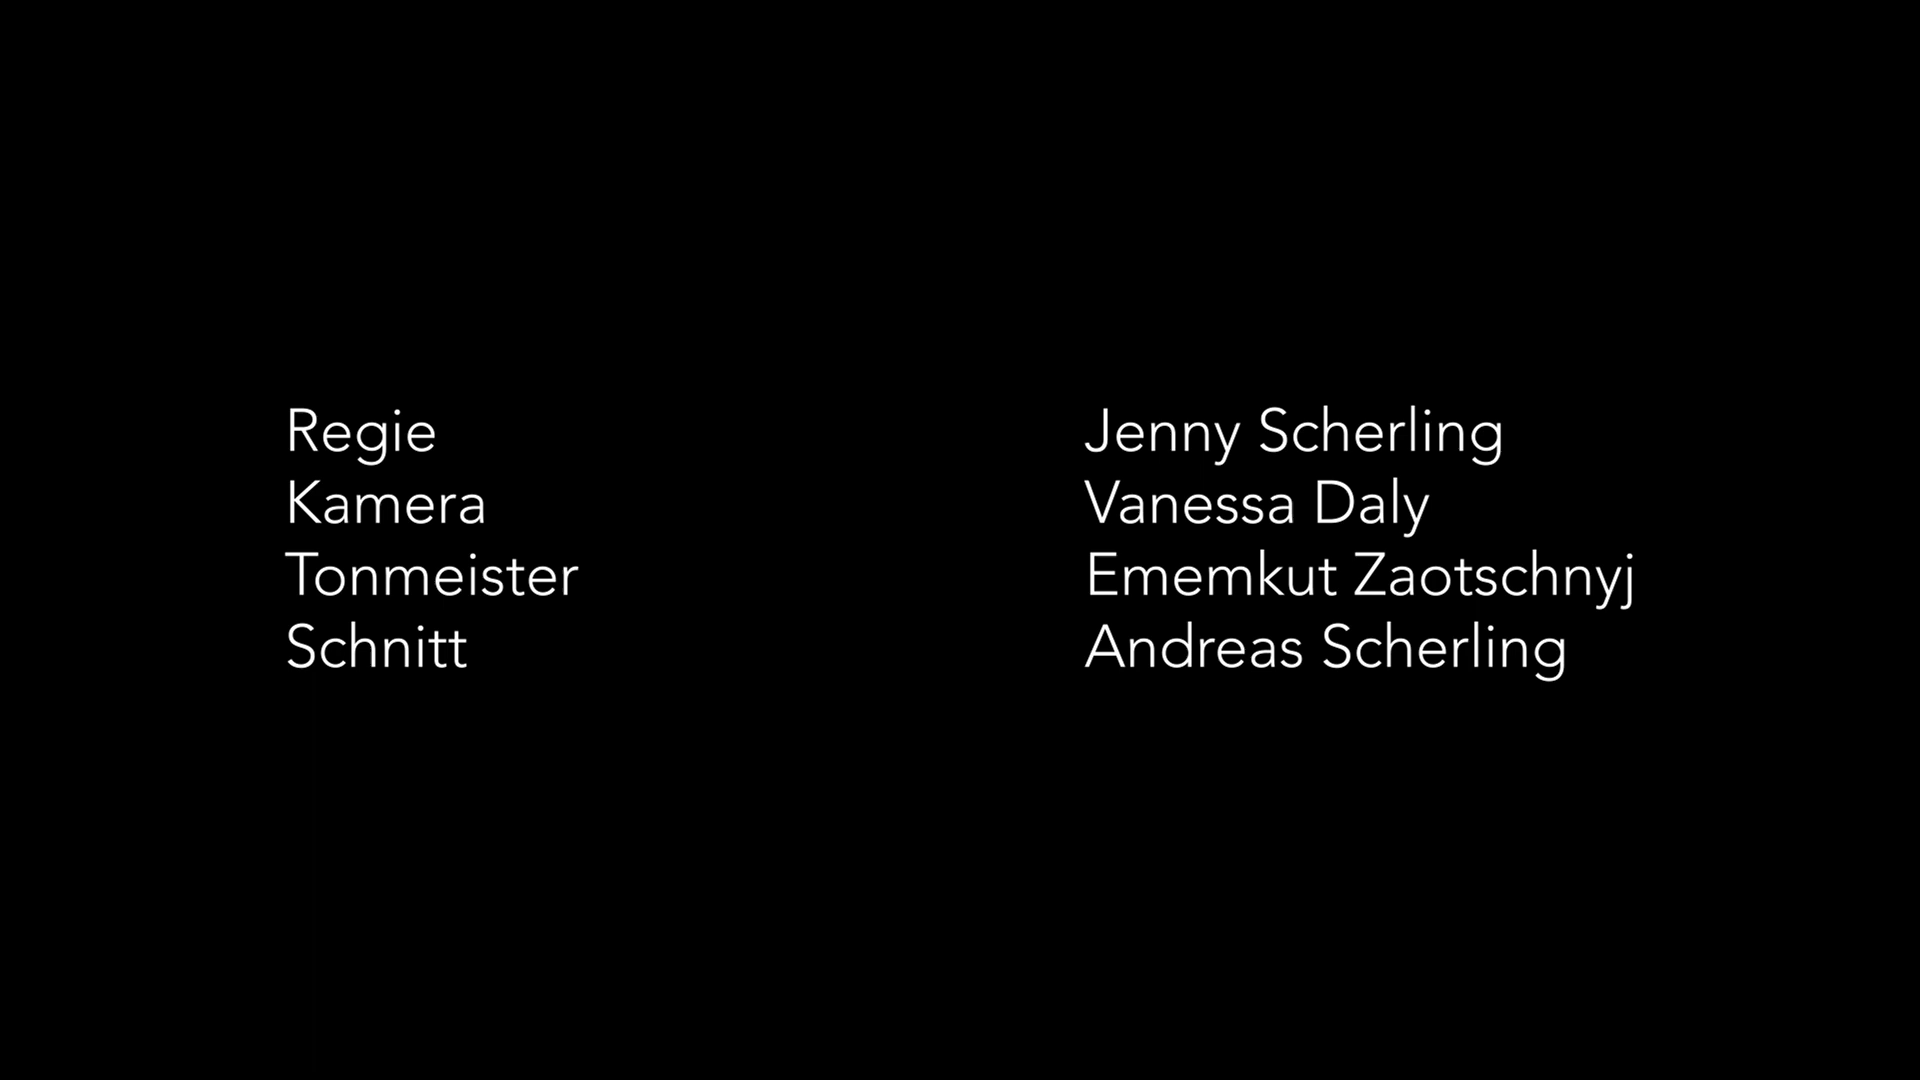 Regie Jenny Scherling
Kamera Vanessa Daly
Tonmeister Ememkut Zaotschnyj
Schnitt Andreas Scherling